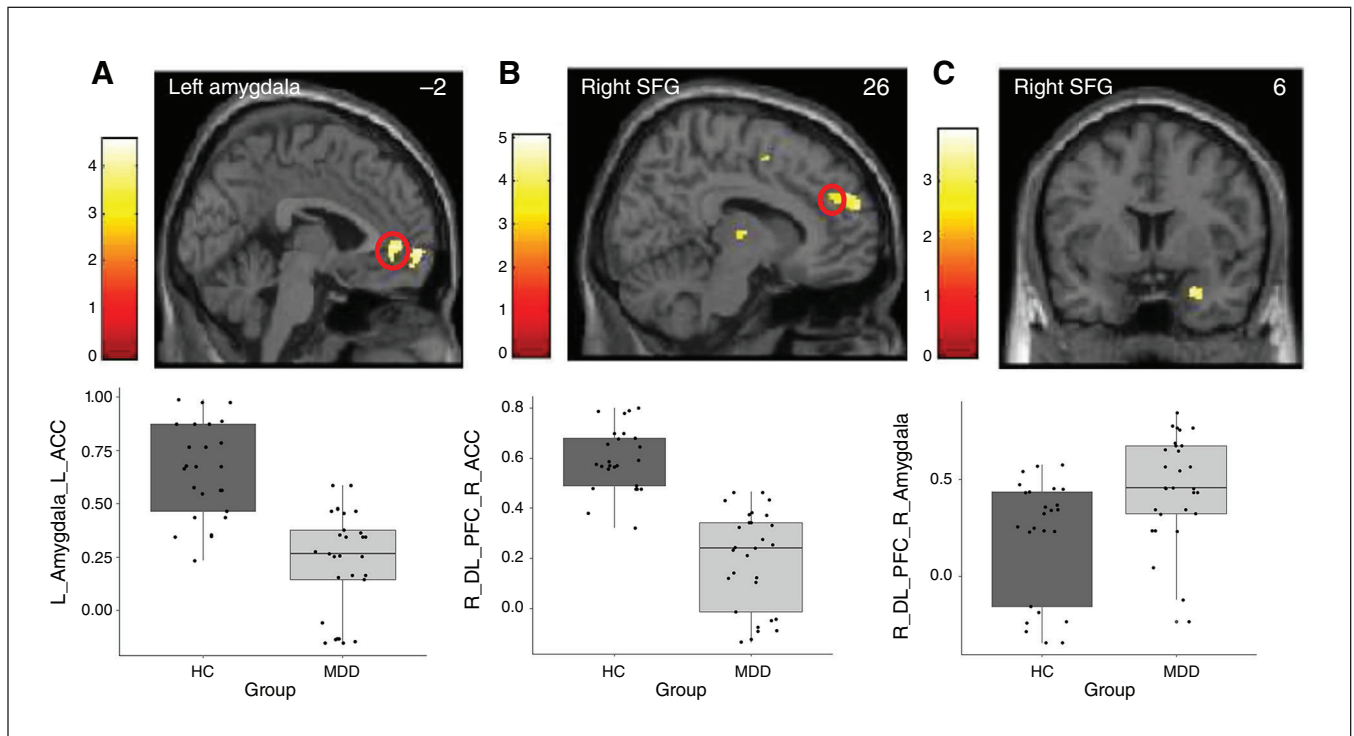 A
Left amygdala –2
4
3
2
1
0
1.00
0.75
0.50
0.25
0.00
L_Amygdala_L_ACC
HC MDD
Group
B
Right SFG 26
5
4
3
2
1
0
0.8
0.6
0.4
0.2
0.0
R_DL_PFC_R_ACC
HC MDD
Group
C
Right SFG 6
3
2
1
0
0.5
0.0
R_DL_PFC_R_Amygdala
HC MDD
Group